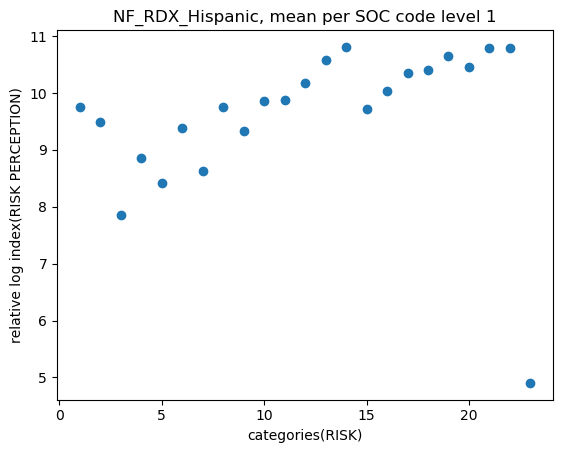 NF_RDX_Hispanic, mean per SOC code level 1
relative log index(RISK PERCEPTION)
11
10
9
8
7
6
5
0 5 10 15 20
categories(RISK)